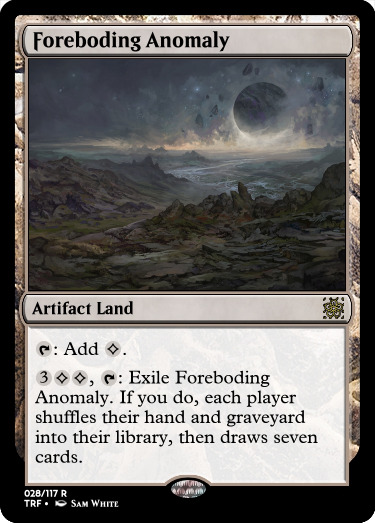 Foreboding Anomaly
Artifact Land
: Add .
3, : Exile Foreboding
Anomaly. If you do, each player
shuffles their hand and graveyard
into their library, then draws seven
cards.
028/117 R
TRF • Sam White